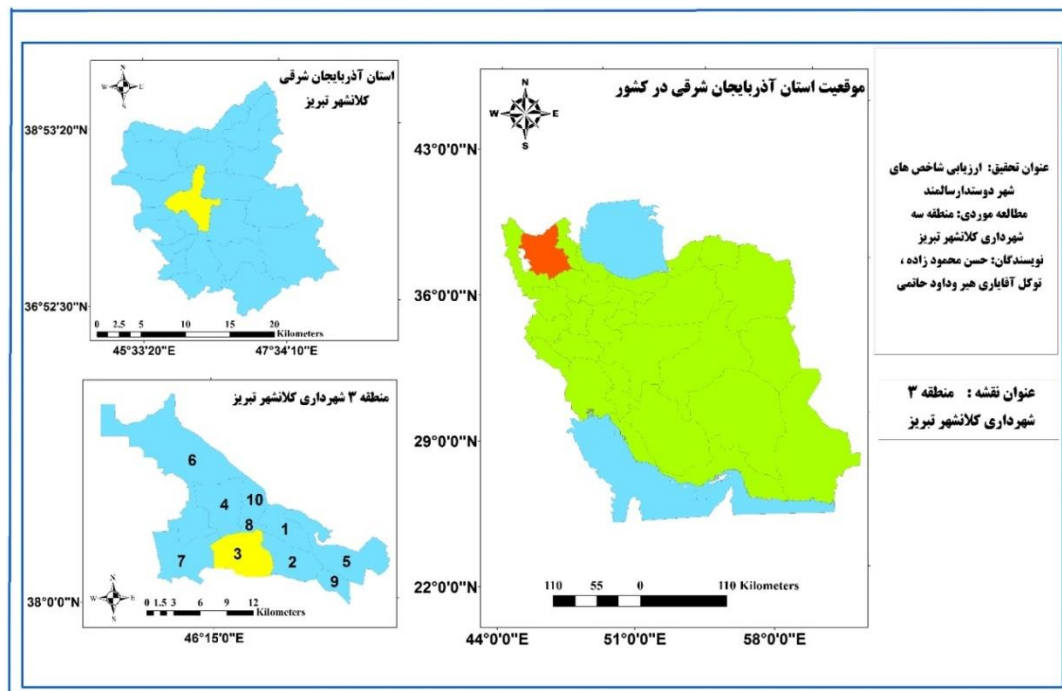 استان آذربایجان شرقی
کلانشهر تبریز
N
W
E
S
38°53'20"N
36°52'30"N
0 2.5 5 10 15 20
Kilometers
45°33'20"E 47°34'10"E
منطقه ۳ شهرداری کلانشهر تبریز
6
4
10
8
1
3
2
5
7
9
N
W
E
S
38°0'0"N
0 1.5 3 6 9 12
Kilometers
46°15'0"E
موقعیت استان آذربایجان شرقی در کشور
N
W
E
S
43°0'0"N
36°0'0"N
29°0'0"N
22°0'0"N
110 55 0 110 Kilometers
44°0'0"E 51°0'0"E 58°0'0"E
عنوان تحقیق: ارزیابی شاخص های
شهر دوستدارسالمند
مطالعه موردی: منطقه سه
شهرداری کلانشهر تبریز
نویسندگان: حسن محمود زاده ،
توکل آقایاری هیر وداود حاتمی
عنوان نقشه : منطقه ۳
شهرداری کلانشهر تبریز